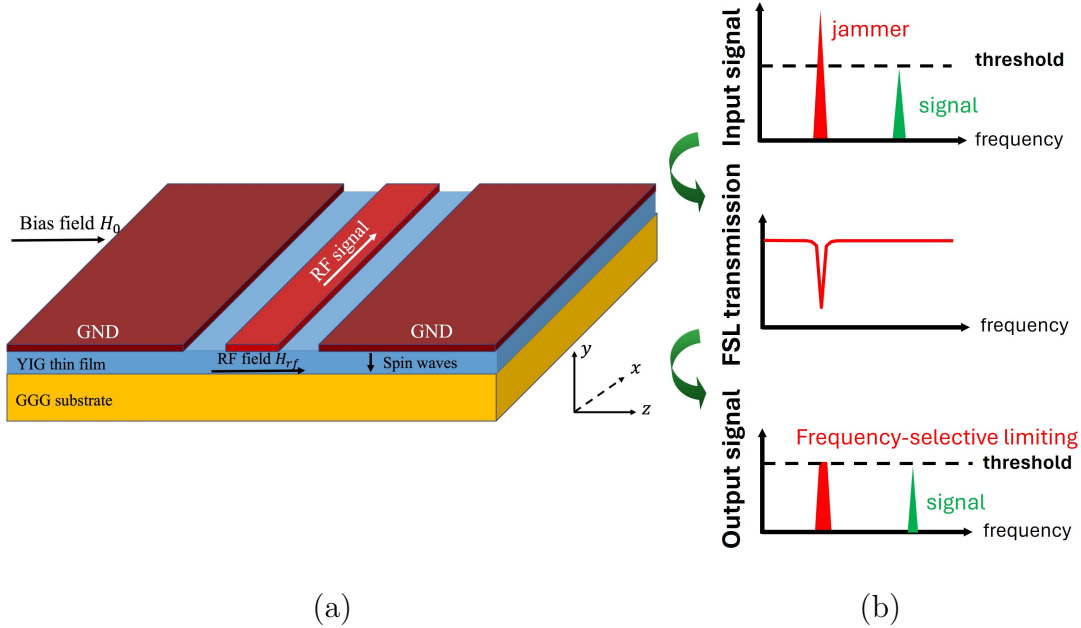 Bias field H₀
RF signal
GND
GND
YIG thin film
RF field H_rf
Spin waves
GGG substrate
y
x
z
(a)
Input signal
jammer
threshold
signal
frequency
FSL transmission
frequency
Output signal
Frequency-selective limiting
threshold
signal
frequency
(b)